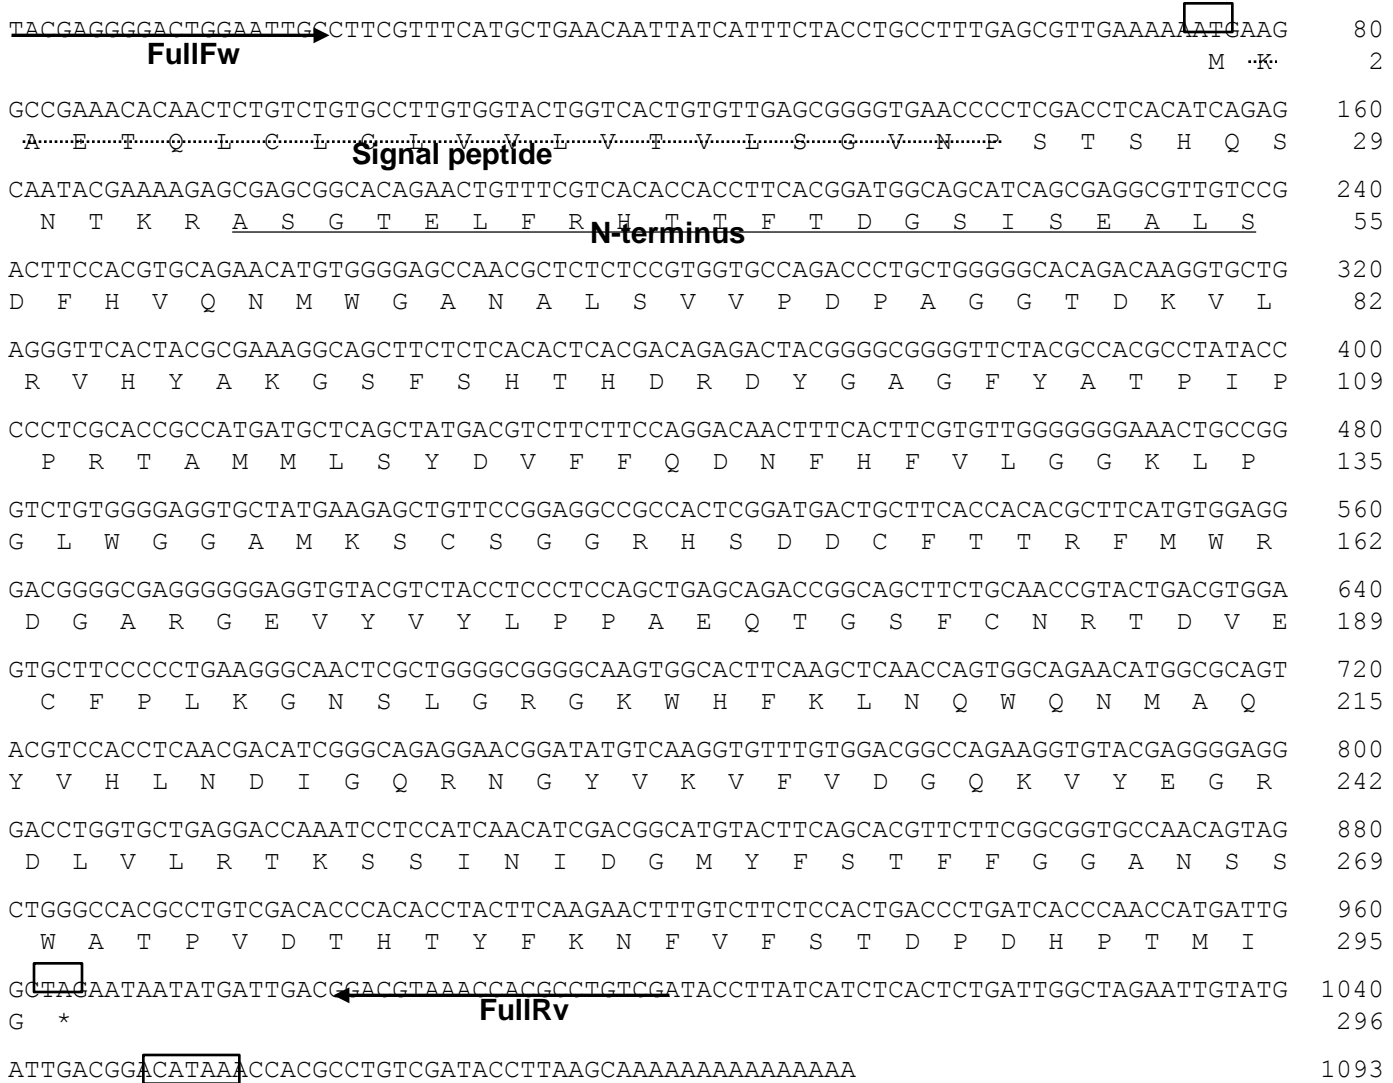 TACGAGGGGACTGGAATTGCCTTCGTTTCATGCTGAACAATTATCATTTCTACCTGCCTTTGAGCGTTGAAAAAATGAAG 80
FullFw
M K 2
GCCGAAACACAACTCTGTCTGTGCCTTGTGGTACTGGTCACTGTGTTGAGCGGGGTGAACCCCTCGACCTCACATCAGAG 160
A E T Q L C L G L V V L V T V L S G V N P S T S H Q S 29
Signal peptide
CAATACGAAAAGAGCGAGCGGCACAGAACTGTTTCGTCACACCACCTTCACGGATGGCAGCATCAGCGAGGCGTTGTCCG 240
N T K R A S G T E L F R H T T F T D G S I S E A L S 55
N-terminus
ACTTCCACGTGCAGAACATGTGGGGAGCCAACGCTCTCTCCGTGGTGCCAGACCCTGCTGGGGGCACAGACAAGGTGCTG 320
D F H V Q N M W G A N A L S V V P D P A G G T D K V L 82
AGGGTTCACTACGCGAAAGGCAGCTTCTCTCACACTCACGACAGAGACTACGGGGCGGGGTTCTACGCCACGCCTATACC 400
R V H Y A K G S F S H T H D R D Y G A G F Y A T P I P 109
CCCTCGCACCGCCATGATGCTCAGCTATGACGTCTTCTTCCAGGACAACTTTCACTTCGTGTTGGGGGGGAAACTGCCGG 480
P R T A M M L S Y D V F F Q D N F H F V L G G K L P 135
GTCTGTGGGGAGGTGCTATGAAGAGCTGTTCCGGAGGCCGCCACTCGGATGACTGCTTCACCACACGCTTCATGTGGAGG 560
G L W G G A M K S C S G G R H S D D C F T T R F M W R 162
GACGGGGCGAGGGGGGAGGTGTACGTCTACCTCCCTCCAGCTGAGCAGACCGGCAGCTTCTGCAACCGTACTGACGTGGA 640
D G A R G E V Y V Y L P P A E Q T G S F C N R T D V E 189
GTGCTTCCCCCTGAAGGGCAACTCGCTGGGGCGGGGCAAGTGGCACTTCAAGCTCAACCAGTGGCAGAACATGGCGCAGT 720
C F P L K G N S L G R G K W H F K L N Q W Q N M A Q 215
ACGTCCACCTCAACGACATCGGGCAGAGGAACGGATATGTCAAGGTGTTTGTGGACGGCCAGAAGGTGTACGAGGGGAGG 800
Y V H L N D I G Q R N G Y V K V F V D G Q K V Y E G R 242
GACCTGGTGCTGAGGACCAAATCCTCCATCAACATCGACGGCATGTACTTCAGCACGTTCTTCGGCGGTGCCAACAGTAG 880
D L V L R T K S S I N I D G M Y F S T F F G G A N S S 269
CTGGGCCACGCCTGTCGACACCCACACCTACTTCAAGAACTTTGTCTTCTCCACTGACCCTGATCACCCAACCATGATTG 960
W A T P V D T H T Y F K N F V F S T D P D H P T M I 295
GCTAGAATAATATGATTGACGGACGTAAACCACGCCTGTCGATACCTTATCATCTCACTCTGATTGGCTAGAATTGTATG 1040
FullRv
G * 296
ATTGACGGACATAAACCACGCCTGTCGATACCTTAAGCAAAAAAAAAAAAAAA 1093